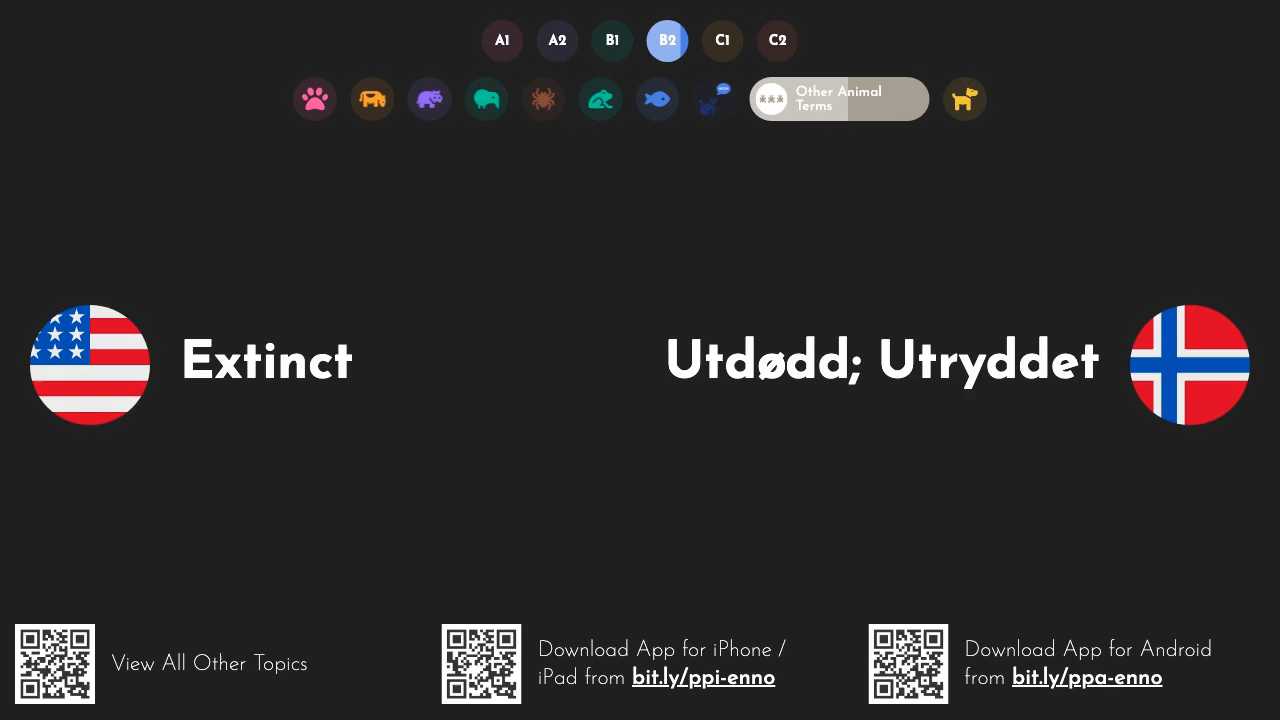 A1 A2 B1 B2 C1 C2
Other Animal
Terms
Extinct
Utdødd; Utryddet
View All Other Topics
Download App for iPhone /
iPad from bit.ly/ppi-enno
Download App for Android
from bit.ly/ppa-enno